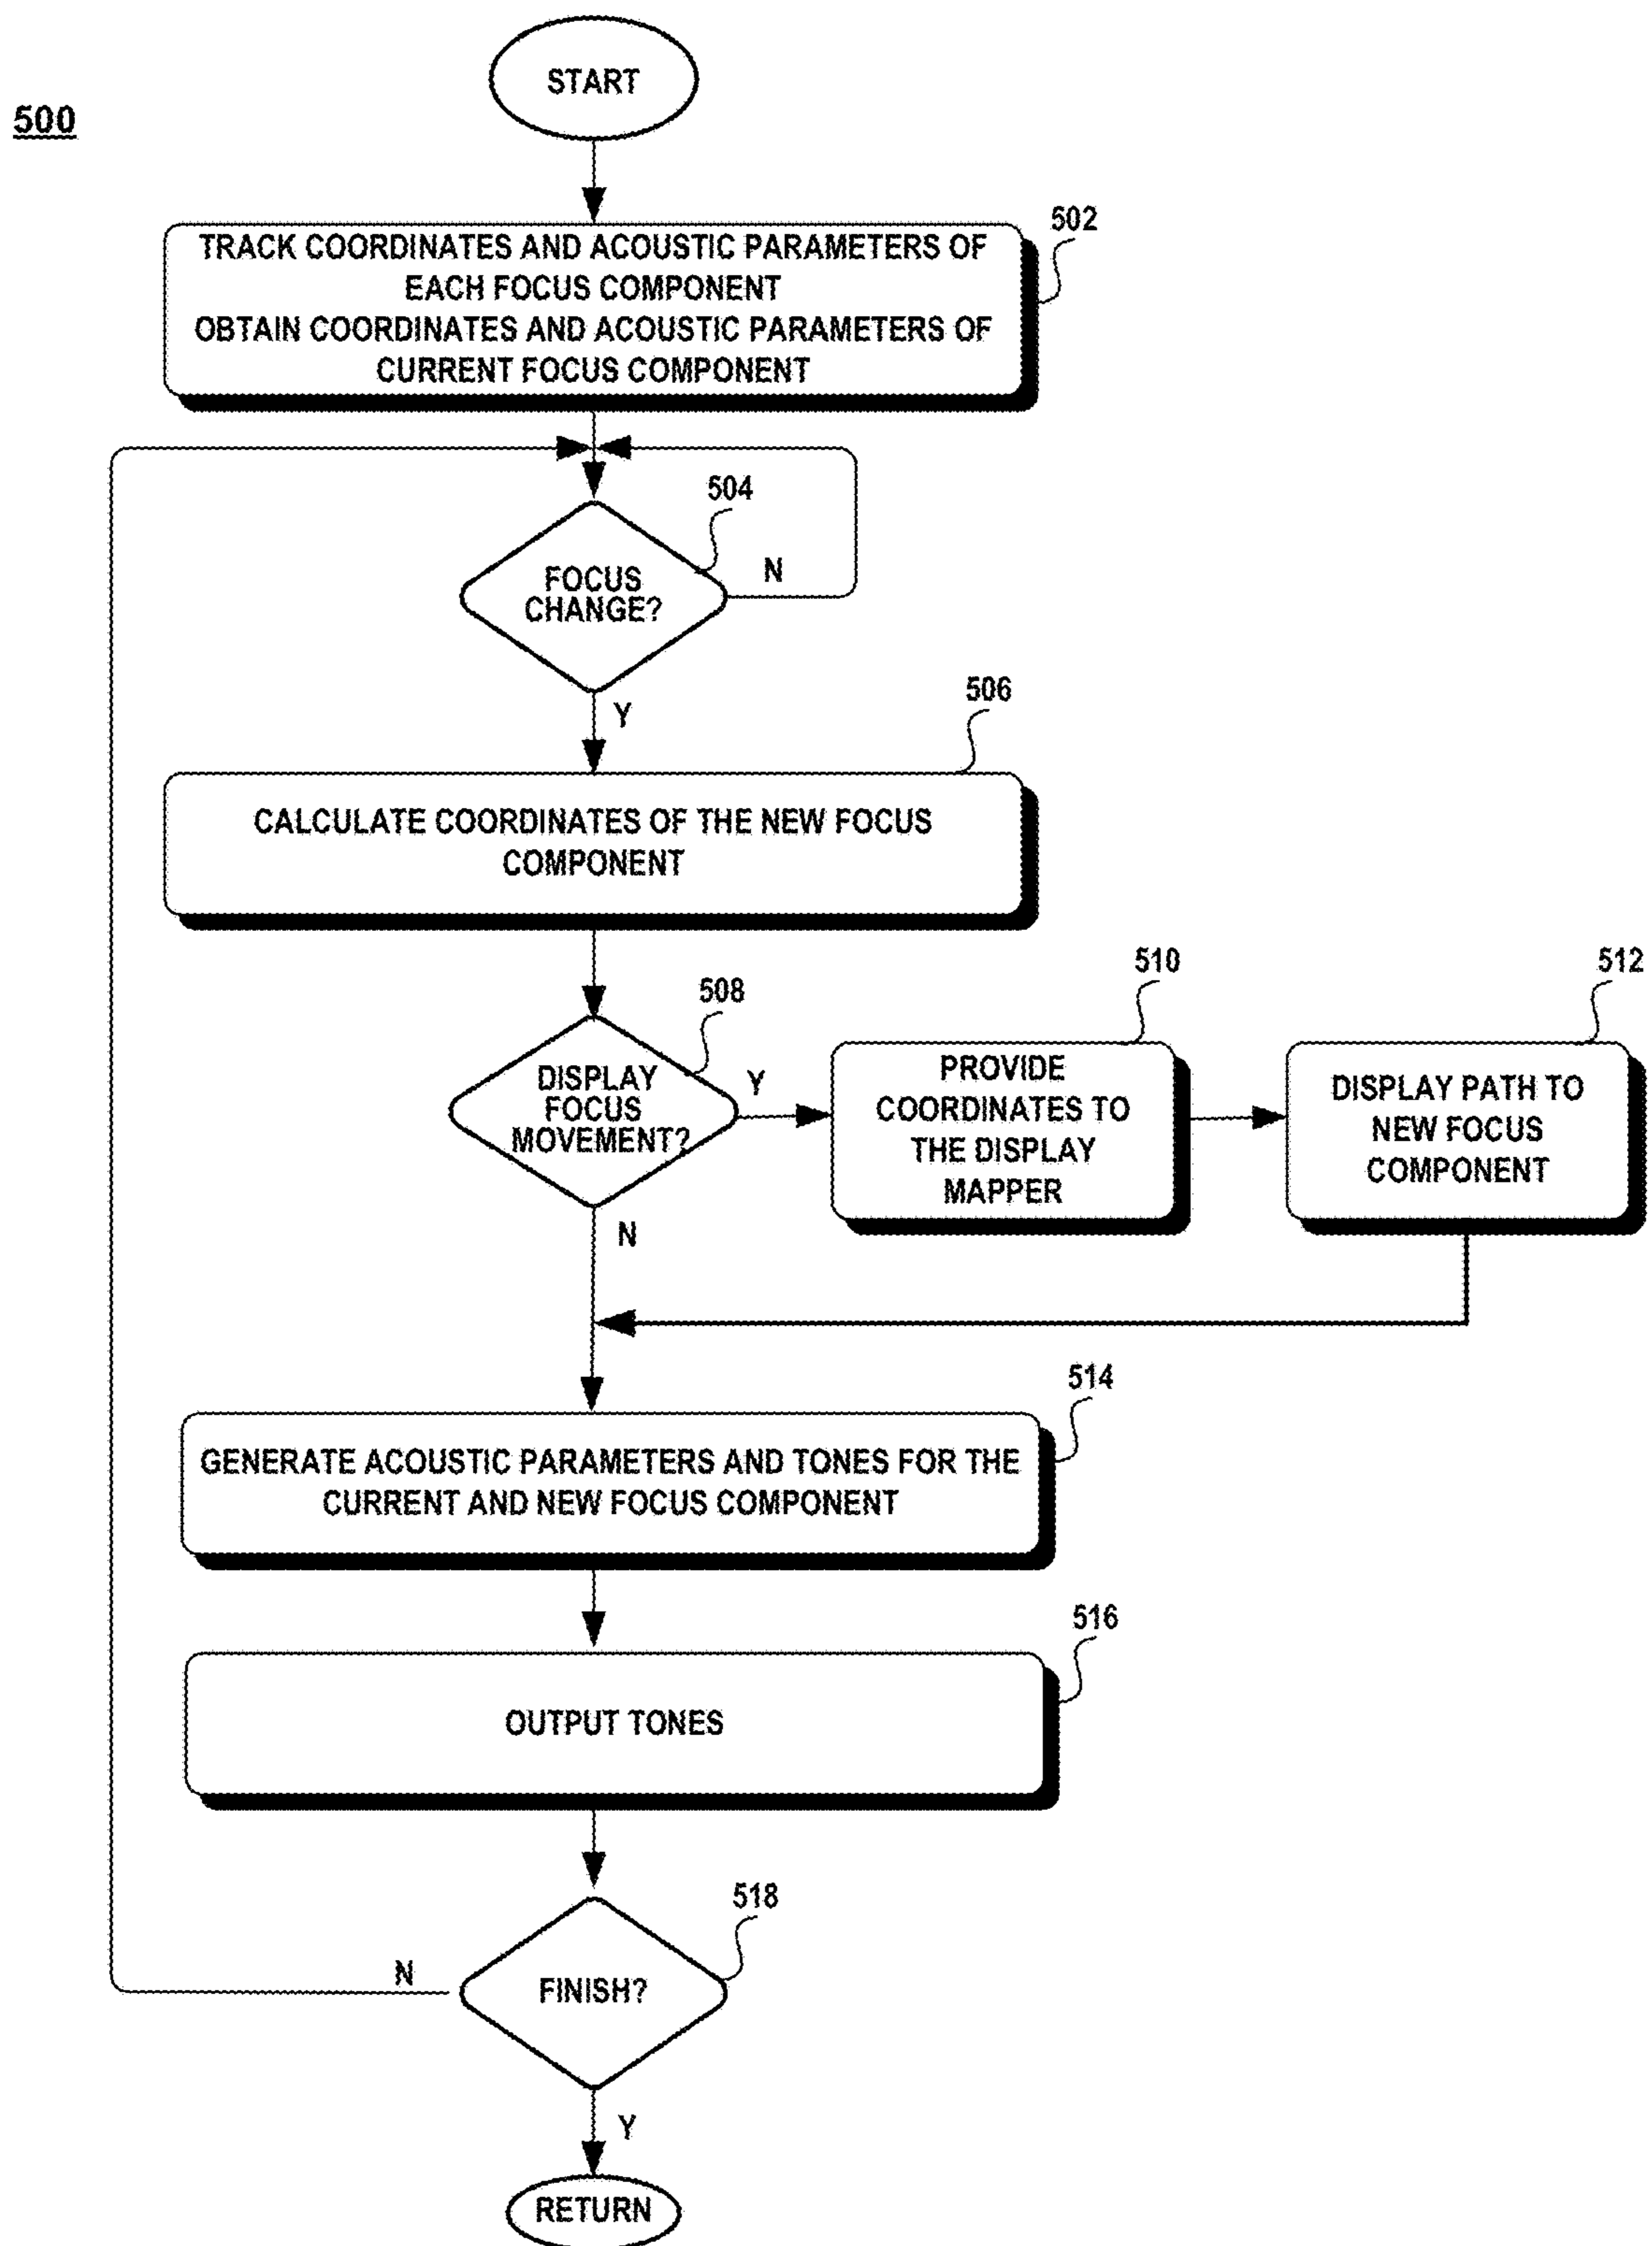 START
500
502
TRACK COORDINATES AND ACOUSTIC PARAMETERS OF
EACH FOCUS COMPONENT
OBTAIN COORDINATES AND ACOUSTIC PARAMETERS OF
CURRENT FOCUS COMPONENT
504
FOCUS
CHANGE?
N
Y
506
CALCULATE COORDINATES OF THE NEW FOCUS
COMPONENT
508
DISPLAY
FOCUS
MOVEMENT?
Y
N
510
PROVIDE
COORDINATES TO
THE DISPLAY
MAPPER
512
DISPLAY PATH TO
NEW FOCUS
COMPONENT
514
GENERATE ACOUSTIC PARAMETERS AND TONES FOR THE
CURRENT AND NEW FOCUS COMPONENT
516
OUTPUT TONES
518
FINISH?
N
Y
RETURN